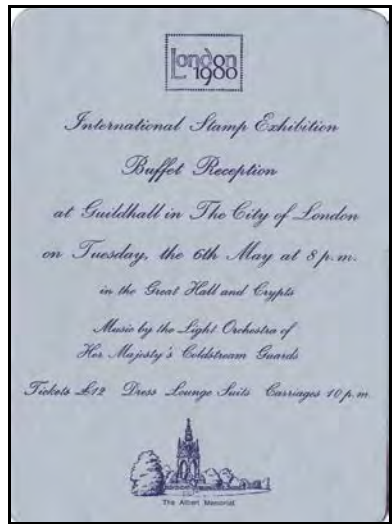 London
1980
International Stamp Exhibition
Buffet Reception
at Guildhall in The City of London
on Tuesday, the 6th May at 8 p.m.
in the Great Hall and Crypts
Music by the Light Orchestra of
Her Majesty's Coldstream Guards
Tickets £12 Dress Lounge Suits Carriages 10 p.m.
The Albert Memorial